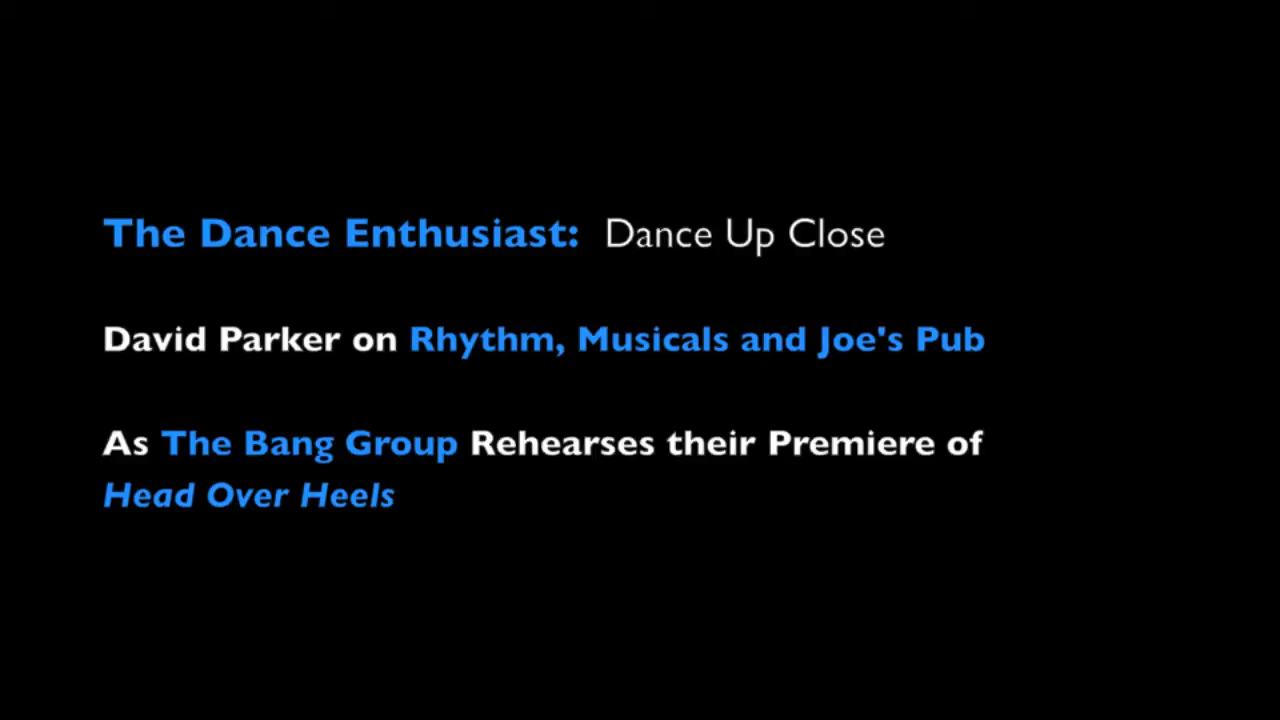 The Dance Enthusiast: Dance Up Close
David Parker on Rhythm, Musicals and Joe's Pub
As The Bang Group Rehearses their Premiere of
Head Over Heels